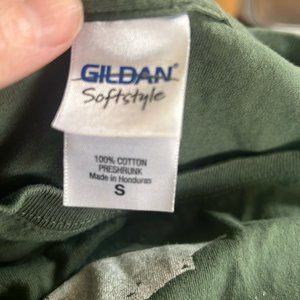 GILDAN®
Softstyle
100% COTTON
PRESHRUNK
Made in Honduras
S